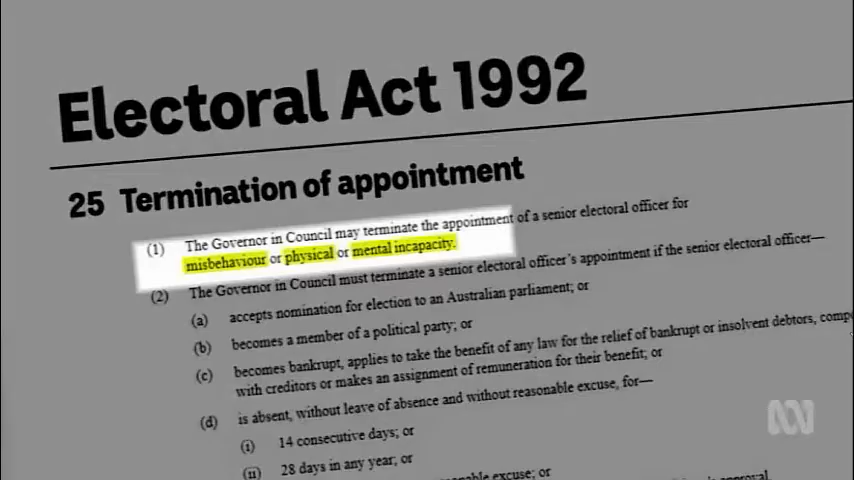 Electoral Act 1992
25 Termination of appointment
(1) The Governor in Council may terminate the appointment of a senior electoral officer for
misbehaviour or physical or mental incapacity.
(2) The Governor in Council must terminate a senior electoral officer's appointment if the senior electoral officer—
(a) accepts nomination for election to an Australian parliament; or
(b) becomes a member of a political party; or
(c) becomes bankrupt, applies to take the benefit of any law for the relief of bankrupt or insolvent debtors,
with creditors or makes an assignment of remuneration for their benefit; or
(d) is absent, without leave of absence and without reasonable excuse, for—
(i) 14 consecutive days; or
(ii) 28 days in any year; or
excuse; or
approval